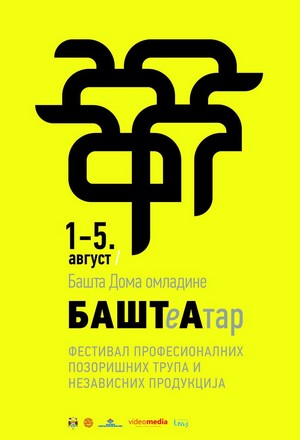 1-5.
август /
Башта Дома омладине
БАШТеАтар
ФЕСТИВАЛ ПРОФЕСИОНАЛНИХ
ПОЗОРИШНИХ ТРУПА И
НЕЗАВИСНИХ ПРОДУКЦИЈА
videomedia